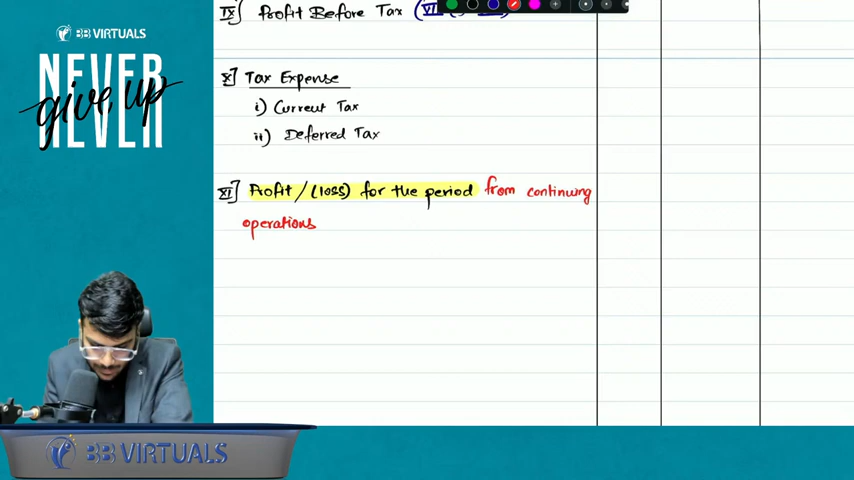 BB VIRTUALS
NEVER
give up
NEVER
IX] Profit Before Tax
X] Tax Expense
i) Current Tax
ii) Deferred Tax
XI] Profit/(loss) for the period from continuing
operations
BB VIRTUALS